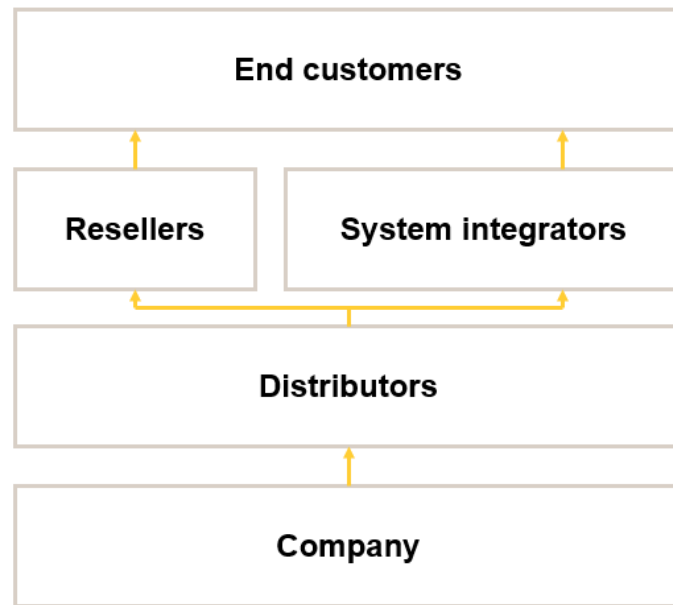 End customers
Resellers
System integrators
Distributors
Company